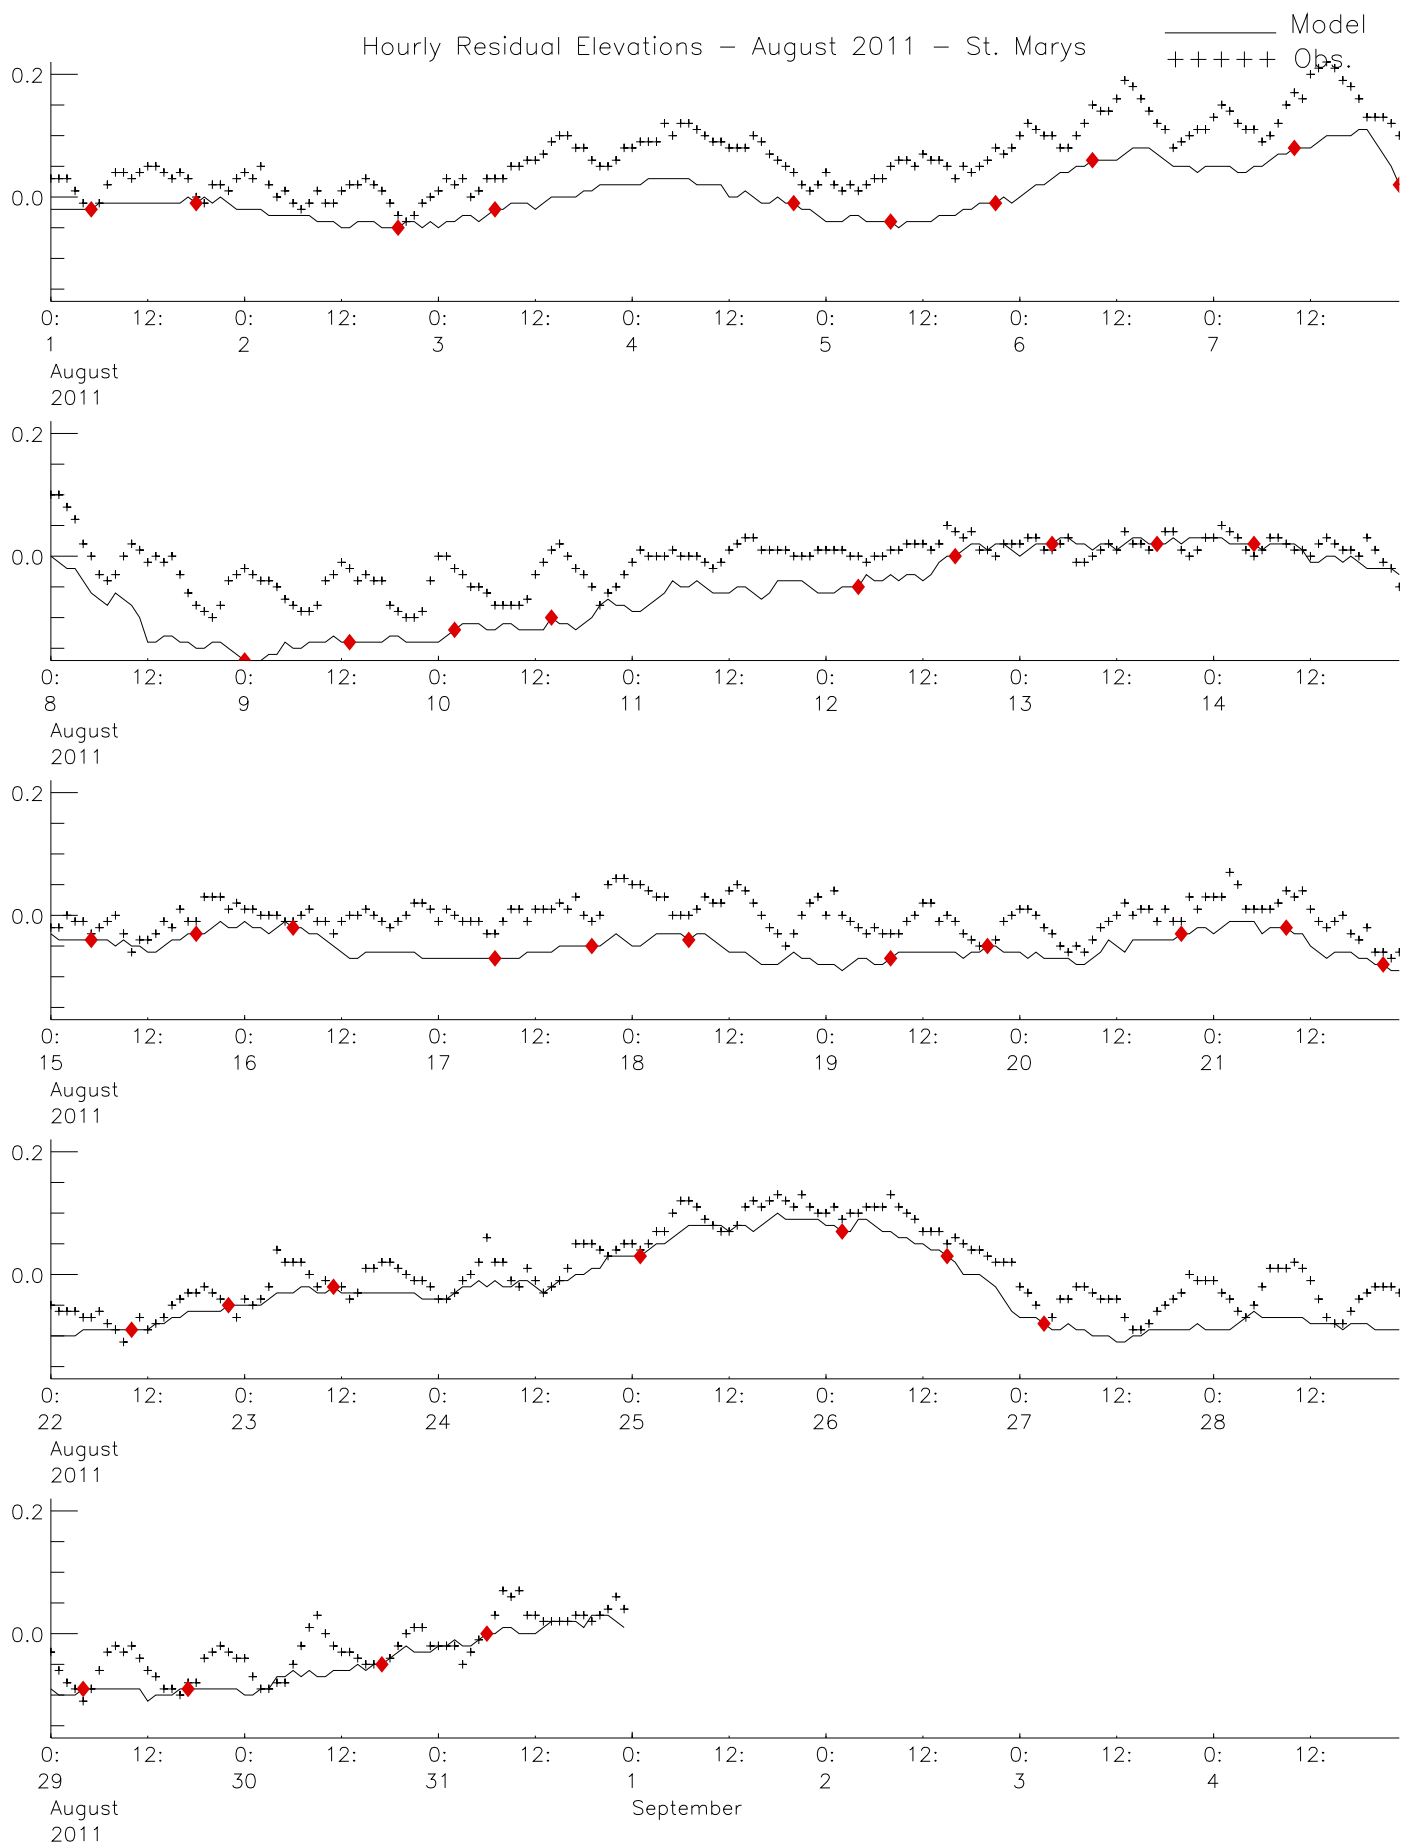 Hourly Residual Elevations - August 2011 - St. Marys
Model
+++++ Obs.
0.2
0.0
0: 12: 0: 12: 0: 12: 0: 12: 0: 12: 0: 12: 0: 12:
1 2 3 4 5 6 7
August
2011
0.2
0.0
0: 12: 0: 12: 0: 12: 0: 12: 0: 12: 0: 12: 0: 12:
8 9 10 11 12 13 14
August
2011
0.2
0.0
0: 12: 0: 12: 0: 12: 0: 12: 0: 12: 0: 12: 0: 12:
15 16 17 18 19 20 21
August
2011
0.2
0.0
0: 12: 0: 12: 0: 12: 0: 12: 0: 12: 0: 12: 0: 12:
22 23 24 25 26 27 28
August
2011
0.2
0.0
0: 12: 0: 12: 0: 12: 0: 12: 0: 12: 0: 12: 0: 12:
29 30 31 1 2 3 4
August September
2011